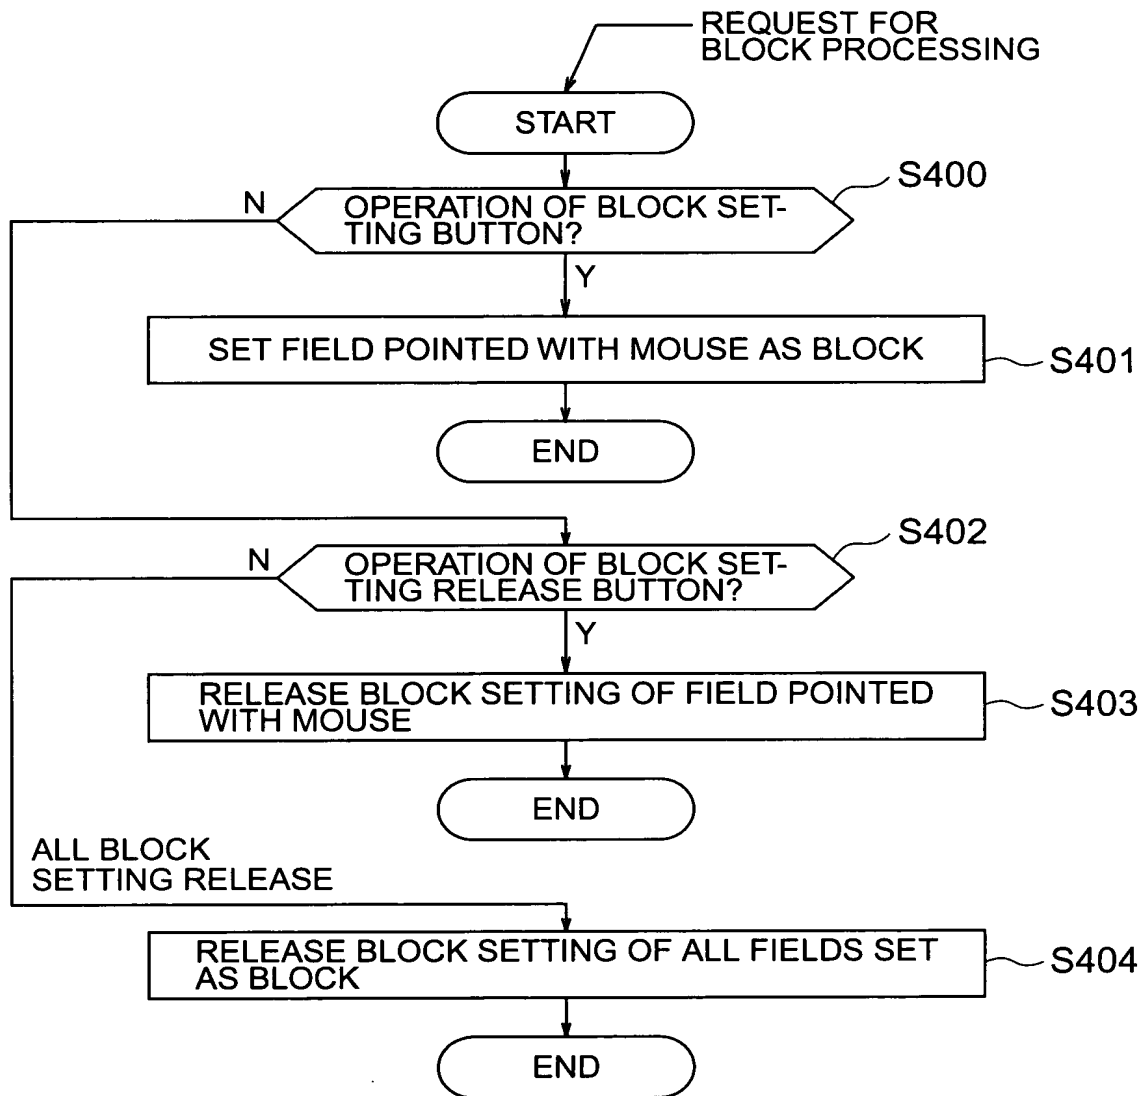 REQUEST FOR
BLOCK PROCESSING
START
S400
N
OPERATION OF BLOCK SET-
TING BUTTON?
Y
SET FIELD POINTED WITH MOUSE AS BLOCK
S401
END
S402
N
OPERATION OF BLOCK SET-
TING RELEASE BUTTON?
Y
RELEASE BLOCK SETTING OF FIELD POINTED
WITH MOUSE
S403
END
ALL BLOCK
SETTING RELEASE
RELEASE BLOCK SETTING OF ALL FIELDS SET
AS BLOCK
S404
END